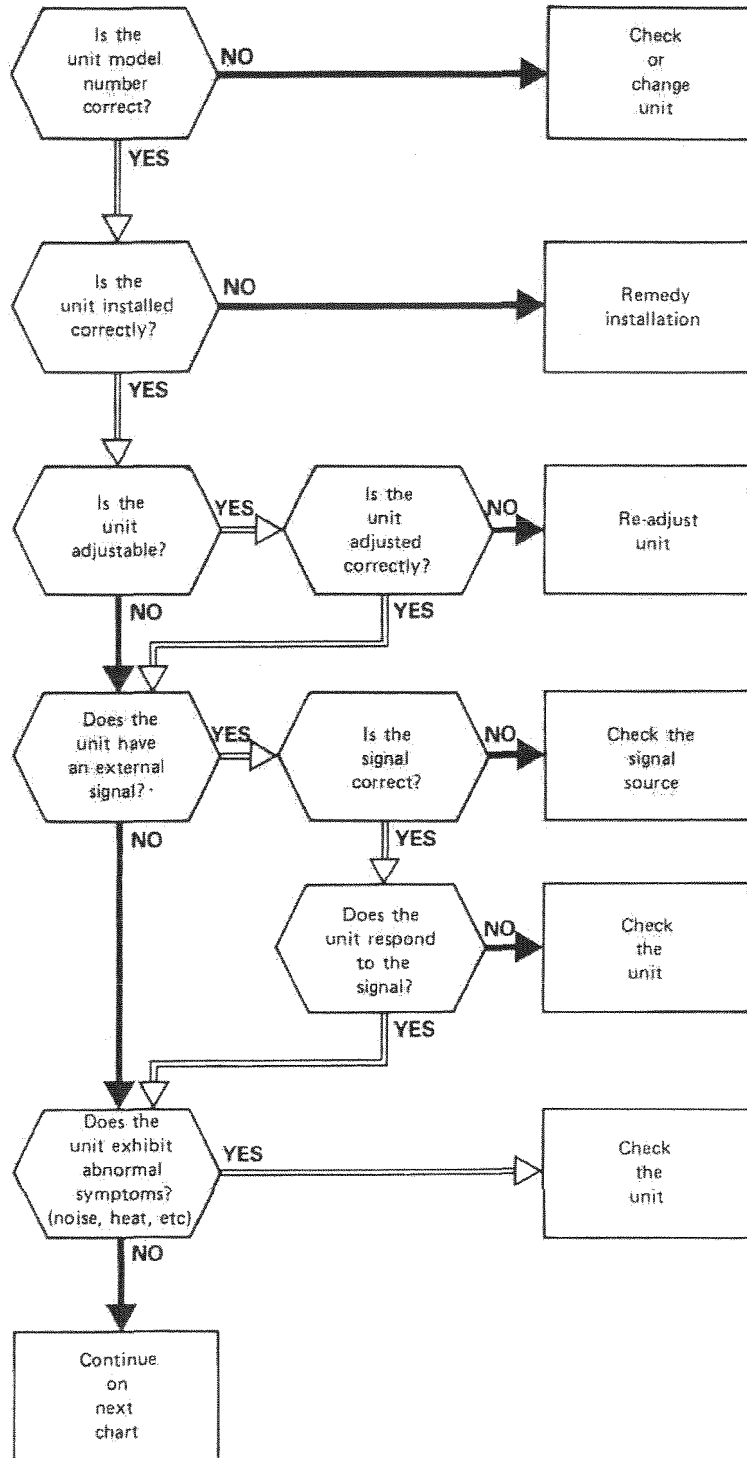 Is the
unit model
number
correct?
NO
Check
or
change
unit
YES
Is the
unit installed
correctly?
NO
Remedy
installation
YES
Is the
unit
adjustable?
YES
Is the
unit
adjusted
correctly?
NO
Re-adjust
unit
NO
YES
Does the
unit have
an external
signal?
YES
Is the
signal
correct?
NO
Check the
signal
source
NO
YES
Does the
unit respond
to the
signal?
NO
Check
the
unit
YES
Does the
unit exhibit
abnormal
symptoms?
(noise, heat, etc)
YES
Check
the
unit
NO
Continue
on
next
chart